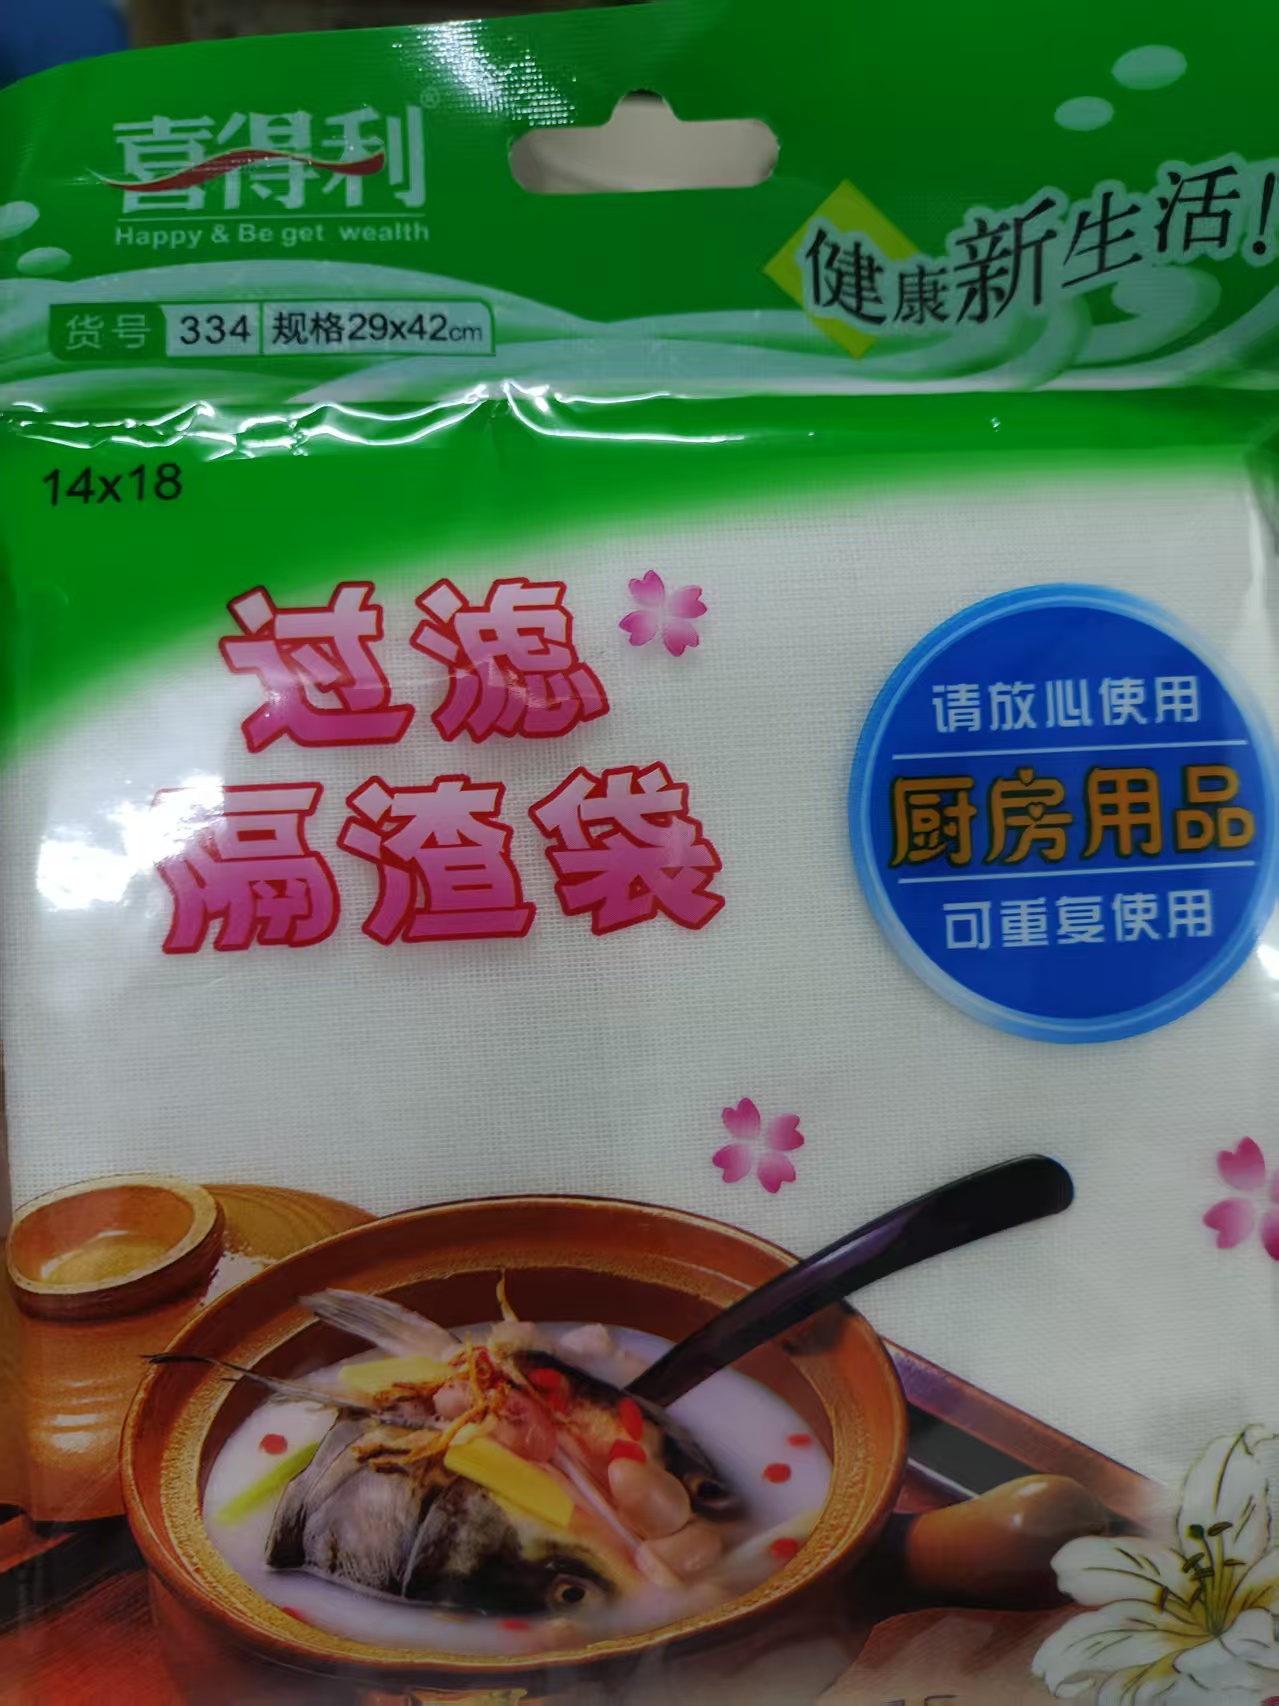 喜得利®
Happy & Be get wealth
健康新生活!
货号 334 规格29x42cm
14x18
过滤
隔渣袋
请放心使用
厨房用品
可重复使用